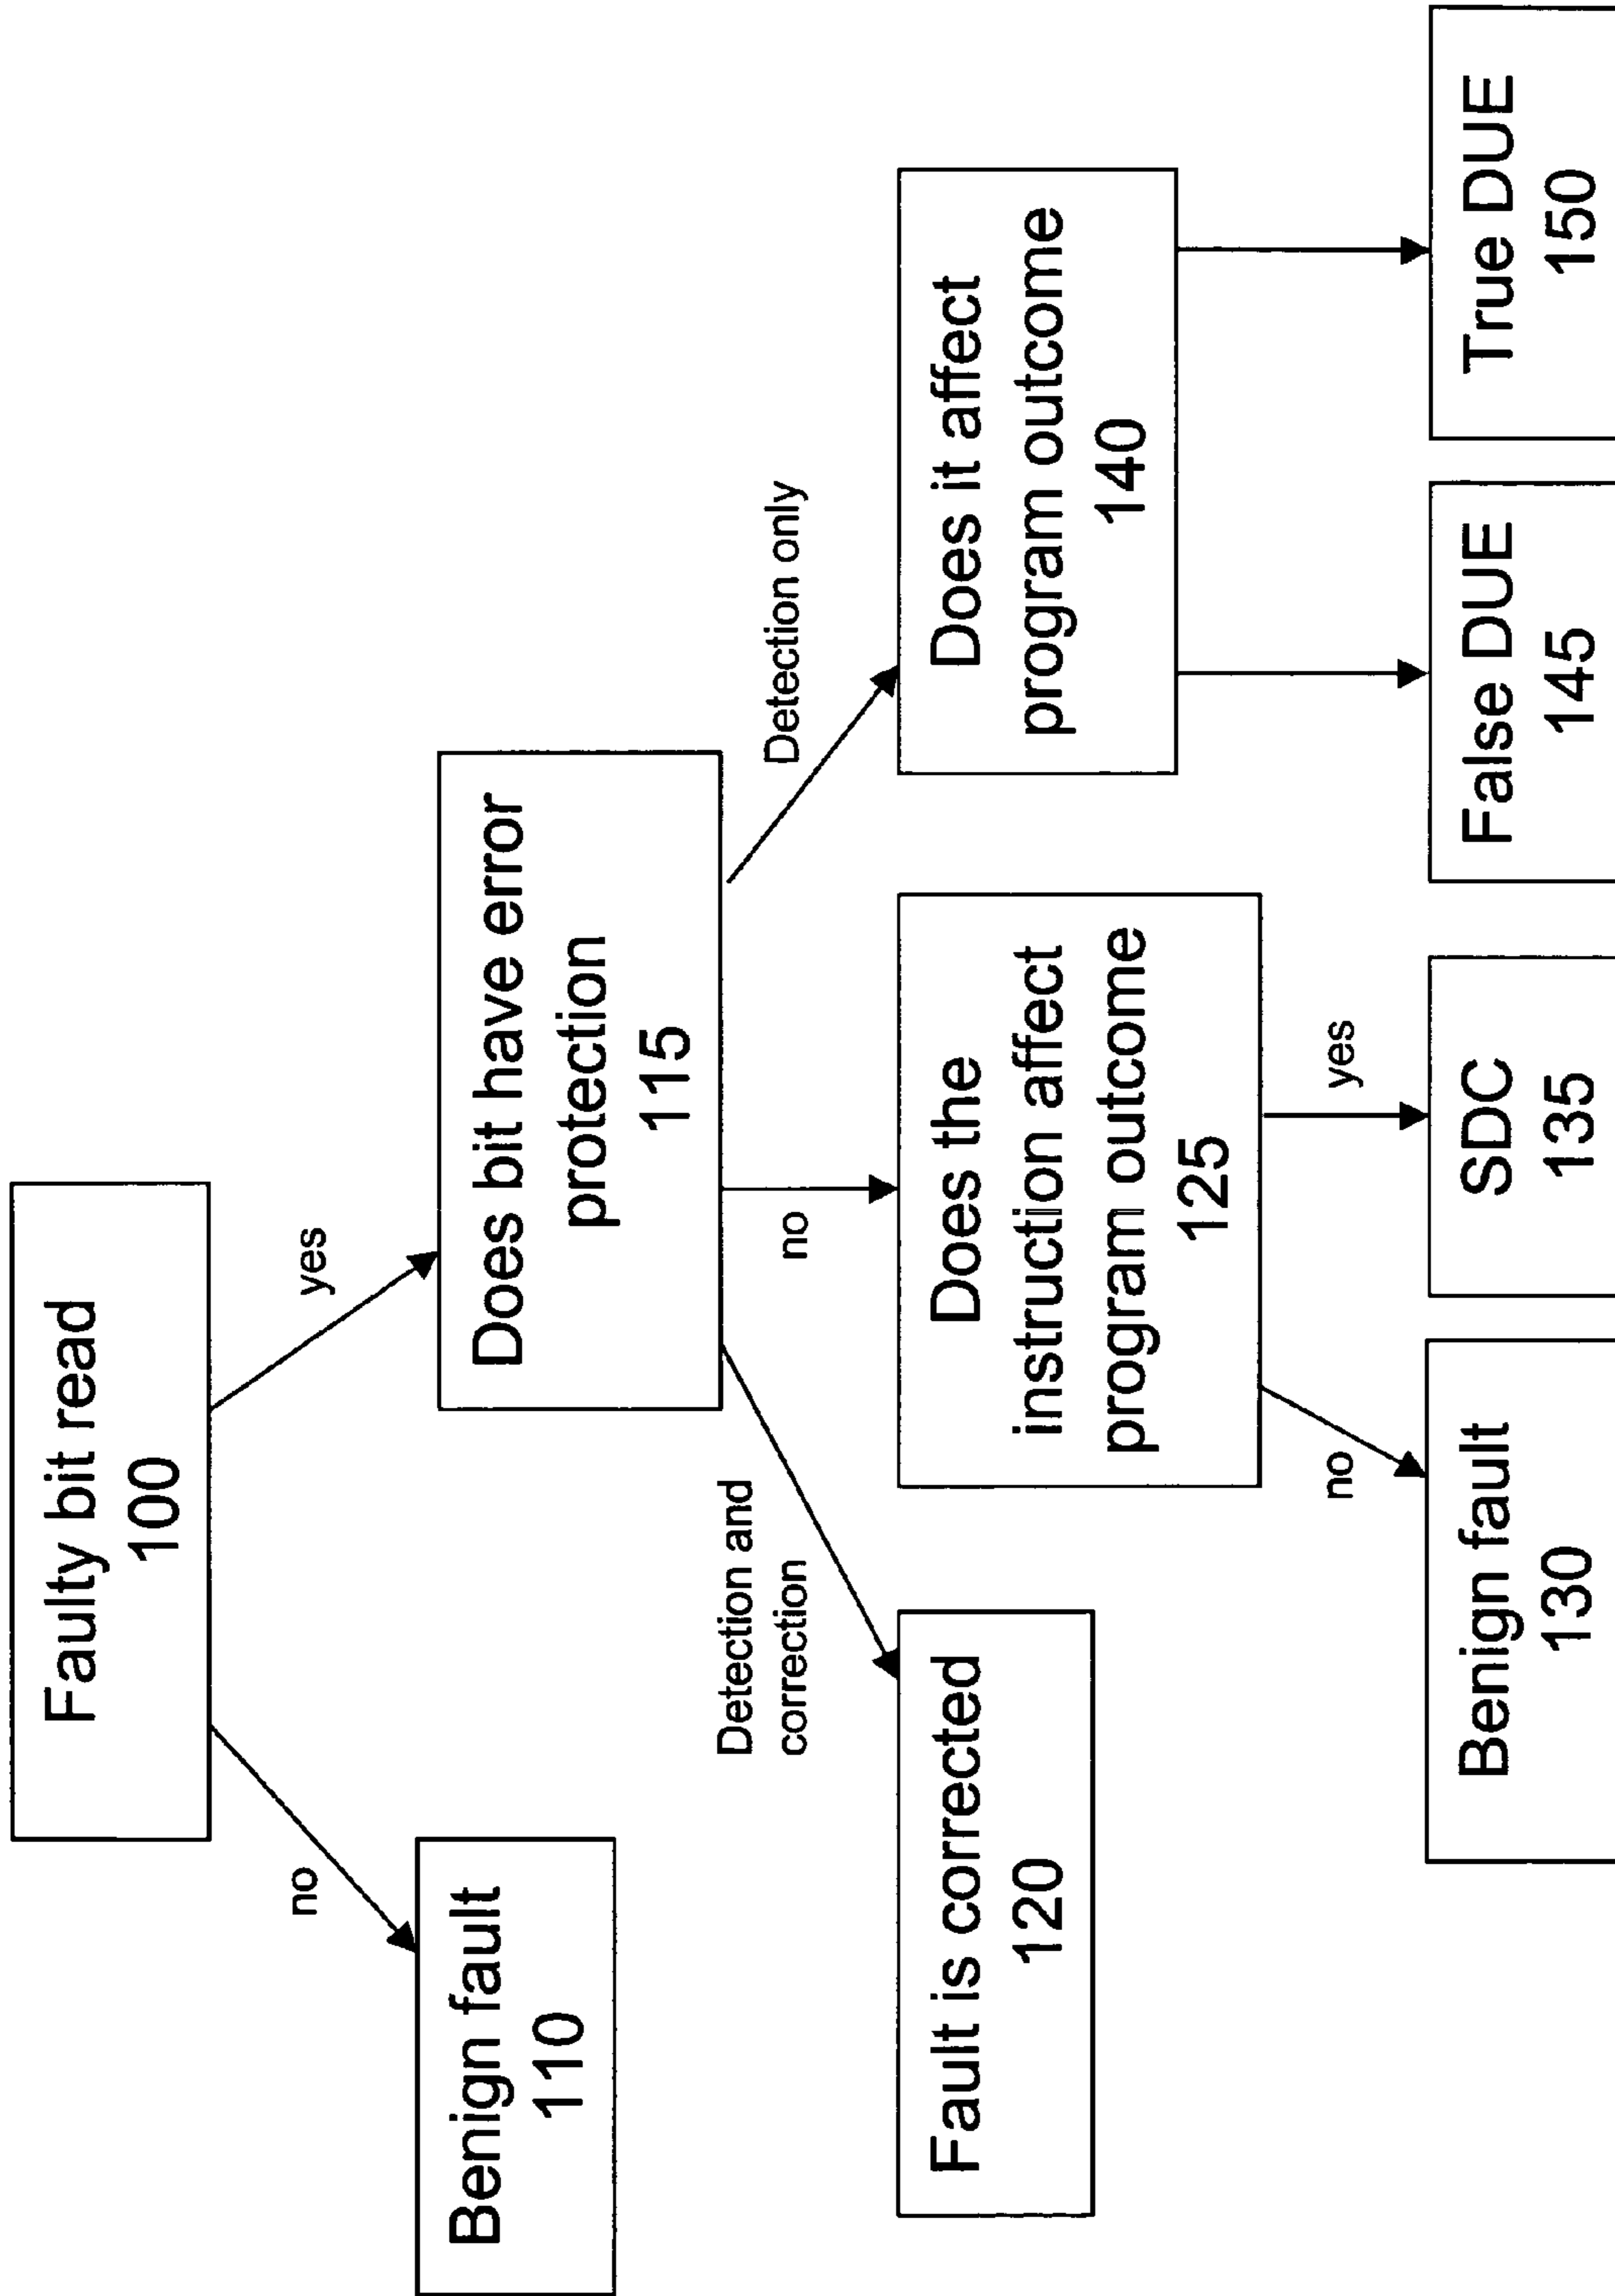 Faulty bit read
100
no
yes
Benign fault
110
Does bit have error
protection
115
Detection and
correction
no
Detection only
Fault is corrected
120
Does the
instruction affect
program outcome
125
Does it affect
program outcome
140
no
yes
Benign fault
130
SDC
135
False DUE
145
True DUE
150